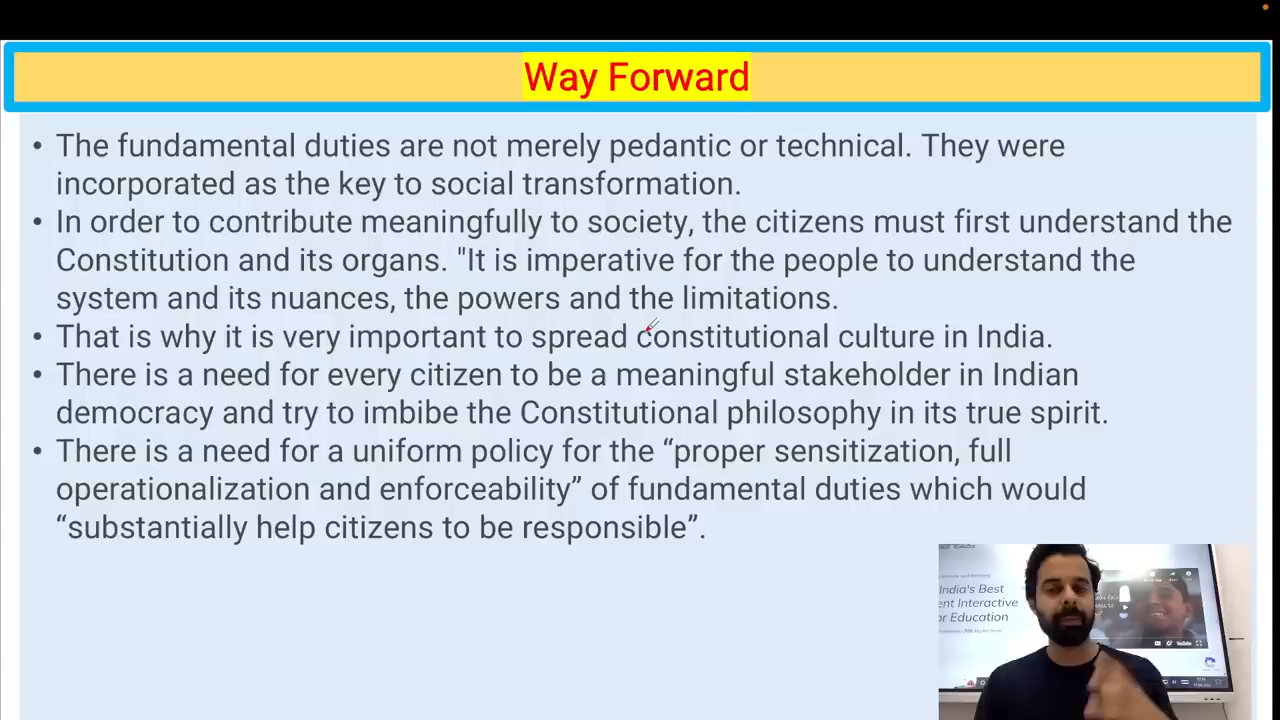 Way Forward
• The fundamental duties are not merely pedantic or technical. They were
incorporated as the key to social transformation.
• In order to contribute meaningfully to society, the citizens must first understand the
Constitution and its organs. "It is imperative for the people to understand the
system and its nuances, the powers and the limitations.
• That is why it is very important to spread constitutional culture in India.
• There is a need for every citizen to be a meaningful stakeholder in Indian
democracy and try to imbibe the Constitutional philosophy in its true spirit.
• There is a need for a uniform policy for the “proper sensitization, full
operationalization and enforceability” of fundamental duties which would
“substantially help citizens to be responsible”.
India's Best
ent Interactive
or Education
YouTube